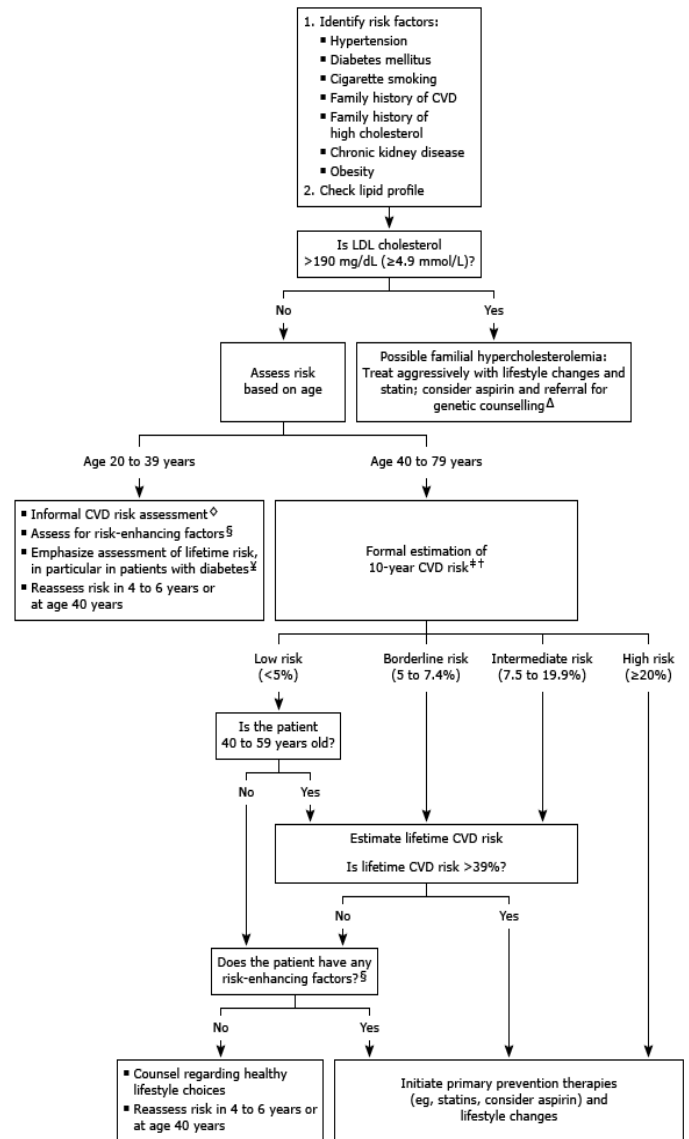 1. Identify risk factors:
▪ Hypertension
▪ Diabetes mellitus
▪ Cigarette smoking
▪ Family history of CVD
▪ Family history of
high cholesterol
▪ Chronic kidney disease
▪ Obesity
2. Check lipid profile
Is LDL cholesterol
>190 mg/dL (≥4.9 mmol/L)?
No
Yes
Assess risk
based on age
Possible familial hypercholesterolemia:
Treat aggressively with lifestyle changes and
statin; consider aspirin and referral for
genetic counsellingΔ
Age 20 to 39 years
Age 40 to 79 years
▪ Informal CVD risk assessment◇
▪ Assess for risk-enhancing factors§
▪ Emphasize assessment of lifetime risk,
in particular in patients with diabetes¥
▪ Reassess risk in 4 to 6 years or
at age 40 years
Formal estimation of
10-year CVD risk‡†
Low risk
(<5%)
Borderline risk
(5 to 7.4%)
Intermediate risk
(7.5 to 19.9%)
High risk
(≥20%)
Is the patient
40 to 59 years old?
No
Yes
Estimate lifetime CVD risk
Is lifetime CVD risk >39%?
No
Yes
Does the patient have any
risk-enhancing factors?§
No
Yes
▪ Counsel regarding healthy
lifestyle choices
▪ Reassess risk in 4 to 6 years or
at age 40 years
Initiate primary prevention therapies
(eg, statins, consider aspirin) and
lifestyle changes